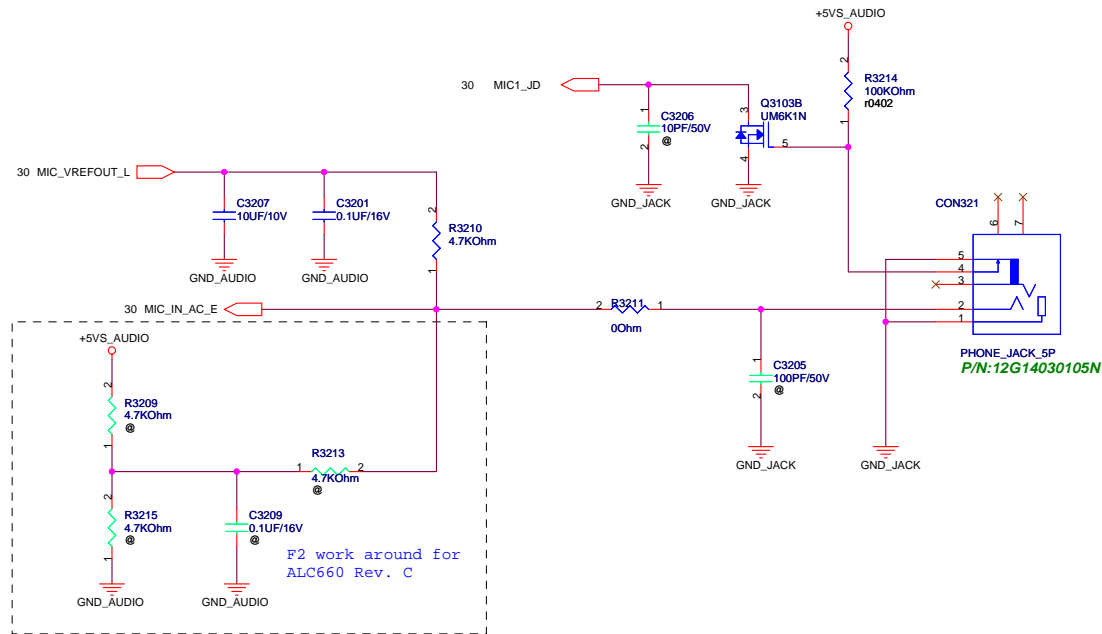 +5VS_AUDIO
2
R3214
100KOhm
r0402
1
30 MIC1_JD
1
C3206
10PF/50V
@
2
GND_JACK
3
Q3103B
UM6K1N
5
4
GND_JACK
30 MIC_VREFOUT_L
C3207
10UF/10V
GND_AUDIO
C3201
0.1UF/16V
GND_AUDIO
2
R3210
4.7KOhm
1
CON321
6
7
5
4
3
2
1
PHONE_JACK_5P
P/N:12G14030105N
30 MIC_IN_AC_E
2
R3211
1
0Ohm
1
C3205
100PF/50V
@
2
GND_JACK
GND_JACK
+5VS_AUDIO
2
R3209
4.7KOhm
@
1
1
R3213
2
4.7KOhm
@
2
R3215
4.7KOhm
@
1
GND_AUDIO
C3209
0.1UF/16V
@
GND_AUDIO
F2 work around for
ALC660 Rev. C